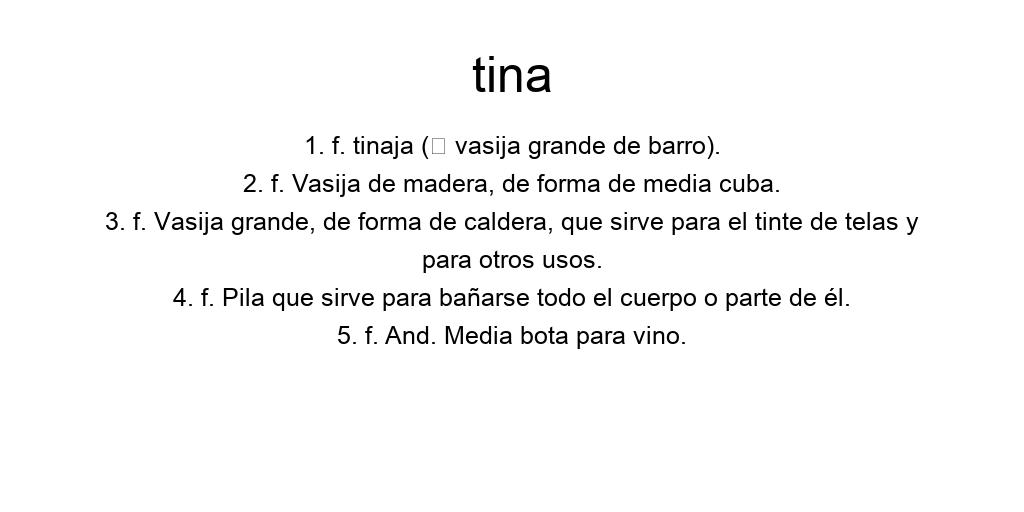 tina
1. f. tinaja (□ vasija grande de barro).
2. f. Vasija de madera, de forma de media cuba.
3. f. Vasija grande, de forma de caldera, que sirve para el tinte de telas y
para otros usos.
4. f. Pila que sirve para bañarse todo el cuerpo o parte de él.
5. f. And. Media bota para vino.